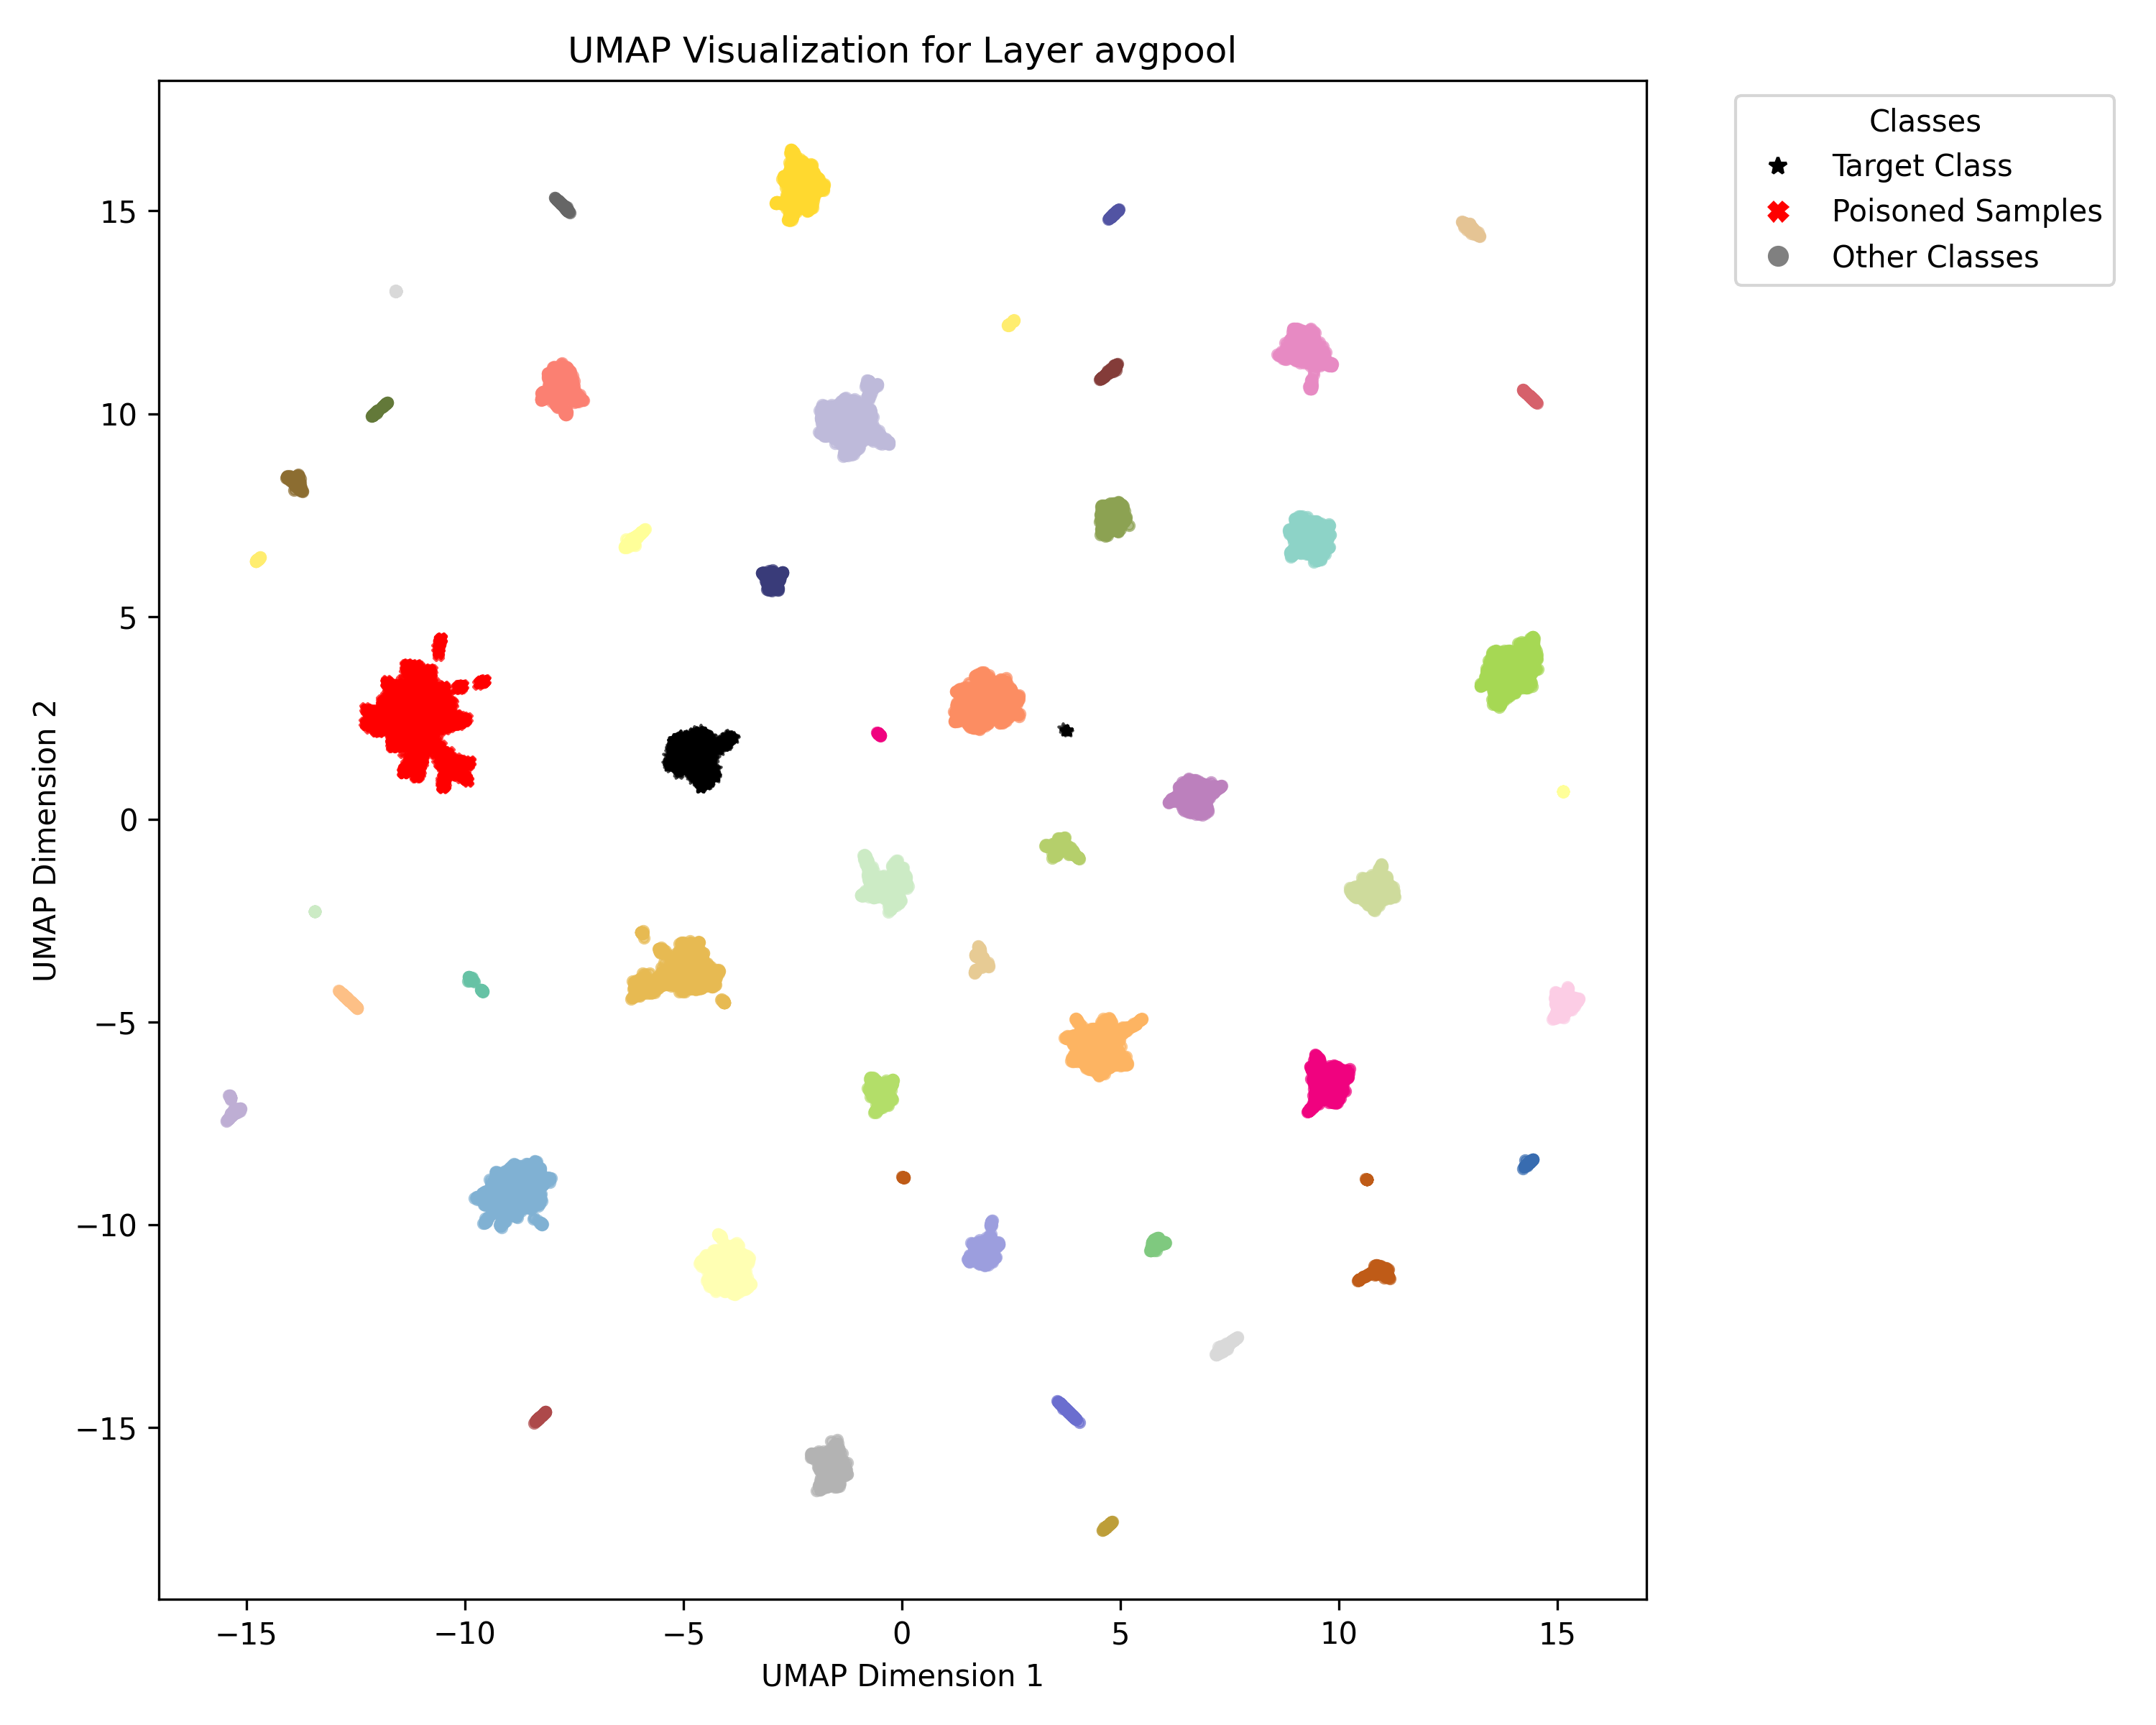 UMAP Visualization for Layer avgpool
Classes
Target Class
Poisoned Samples
Other Classes
UMAP Dimension 2
15
10
5
0
−5
−10
−15
−15
−10
−5
0
5
10
15
UMAP Dimension 1